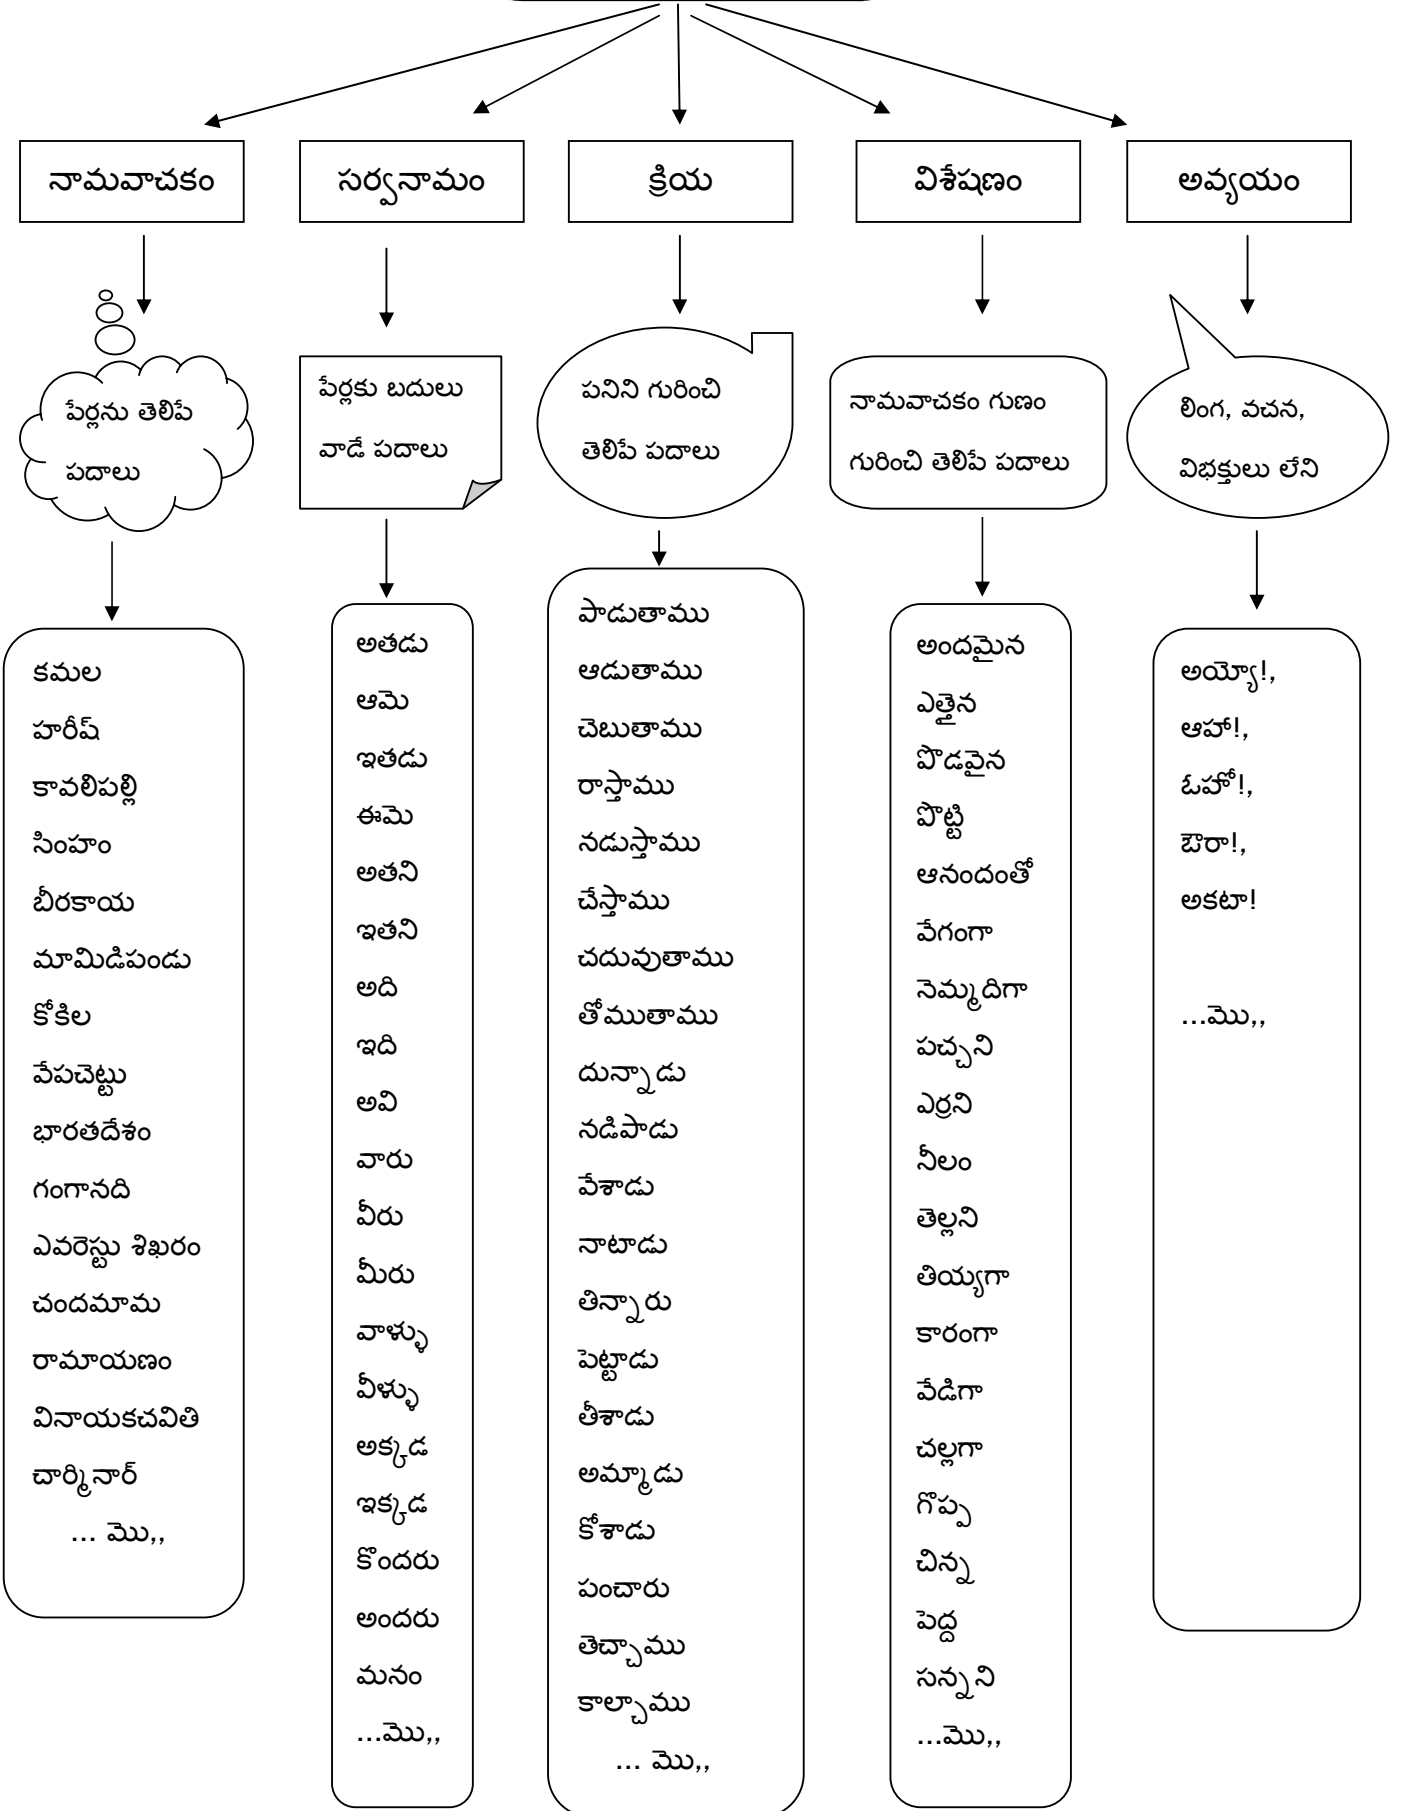 నామవాచకం
సర్వనామం
క్రియ
విశేషణం
అవ్యయం
పేర్లను తెలిపే
పదాలు
పేర్లకు బదులు
వాడే పదాలు
పనిని గురించి
తెలిపే పదాలు
నామవాచకం గుణం
గురించి తెలిపే పదాలు
లింగ, వచన,
విభక్తులు లేని
కమల
హరీష్
కావలిపల్లి
సింహం
బీరకాయ
మామిడిపండు
కోకిల
వేపచెట్టు
భారతదేశం
గంగానది
ఎవరెస్టు శిఖరం
చందమామ
రామాయణం
వినాయకచవితి
చార్మినార్
... మొ,,
అతడు
ఆమె
ఇతడు
ఈమె
అతని
ఇతని
అది
ఇది
అవి
వారు
వీరు
మీరు
వాళ్ళు
వీళ్ళు
అక్కడ
ఇక్కడ
కొందరు
అందరు
మనం
...మొ,,
పాడుతాము
ఆడుతాము
చెబుతాము
రాస్తాము
నడుస్తాము
చేస్తాము
చదువుతాము
తోముతాము
దున్నాడు
నడిపాడు
వేశాడు
నాటాడు
తిన్నారు
పెట్టాడు
తీశాడు
అమ్మాడు
కోశాడు
పంచారు
తెచ్చాము
కాల్చాము
... మొ,,
అందమైన
ఎత్తైన
పొడవైన
పొట్టి
ఆనందంతో
వేగంగా
నెమ్మదిగా
పచ్చని
ఎర్రని
నీలం
తెల్లని
తియ్యగా
కారంగా
వేడిగా
చల్లగా
గొప్ప
చిన్న
పెద్ద
సన్నని
...మొ,,
అయ్యో!,
ఆహా!,
ఓహో!,
ఔరా!,
అకటా!
...మొ,,